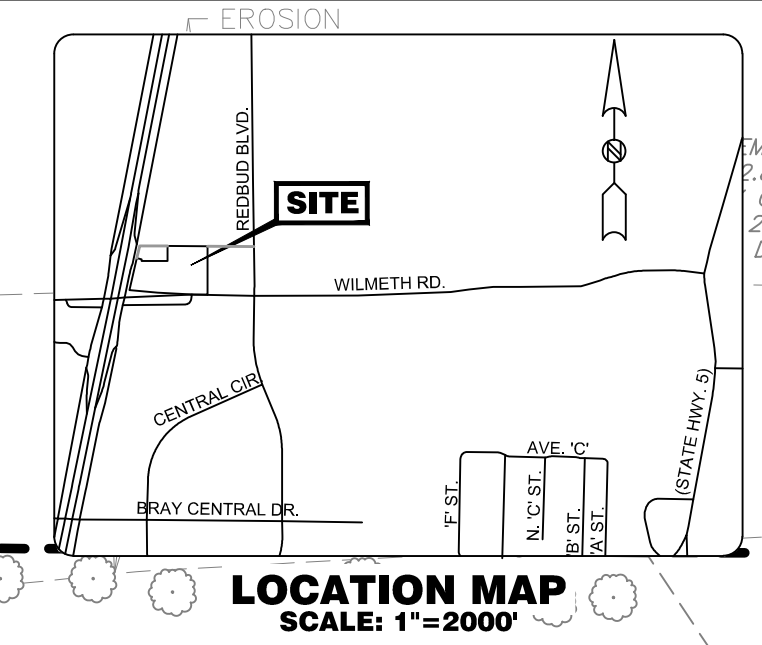 EROSION
REDBUD BLVD.
SITE
WILMETH RD.
CENTRAL CIR.
(STATE HWY. 5)
AVE. 'C'
'F' ST.
N. 'C' ST.
'B' ST.
'A' ST.
BRAY CENTRAL DR.
LOCATION MAP
SCALE: 1"=2000'